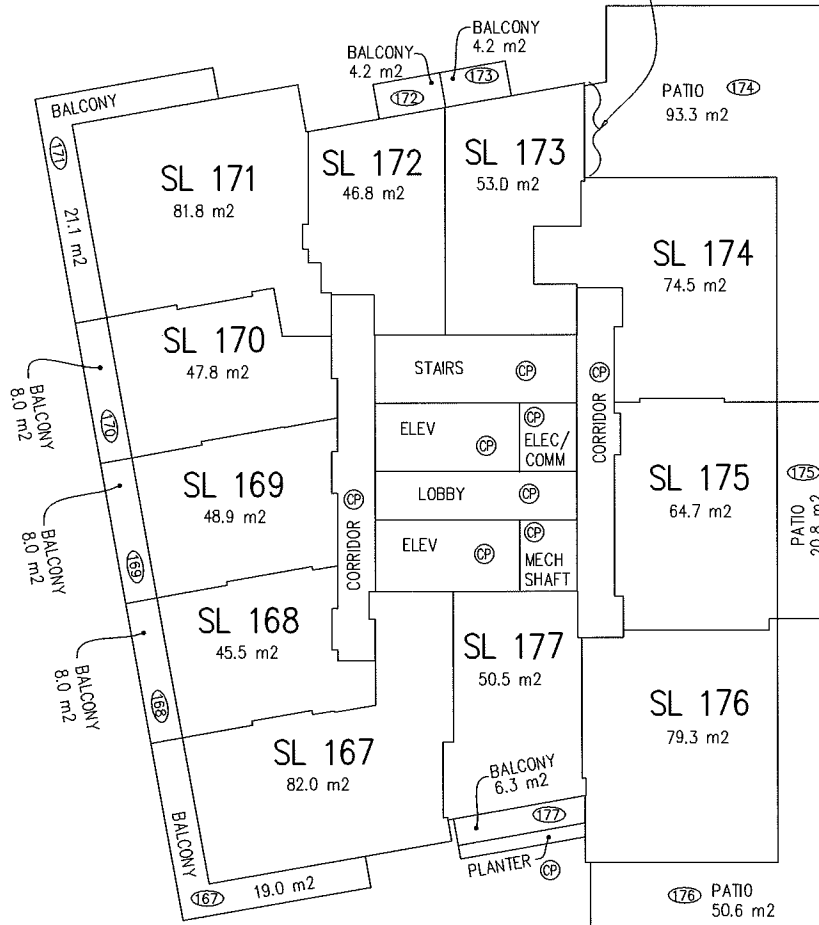 BALCONY
4.2 m2
BALCONY
4.2 m2
172
173
PATIO 174
93.3 m2
BALCONY
171
21.1 m2
SL 171
81.8 m2
SL 172
46.8 m2
SL 173
53.0 m2
SL 174
74.5 m2
SL 170
47.8 m2
BALCONY
8.0 m2
170
STAIRS CP
CP
CORRIDOR
ELEV CP
CP
ELEC/
COMM
SL 169
48.9 m2
BALCONY
8.0 m2
169
CP
CORRIDOR
LOBBY CP
SL 175
64.7 m2
175
PATIO
20.8 m2
ELEV CP
CP
MECH
SHAFT
SL 168
45.5 m2
BALCONY
8.0 m2
168
SL 177
50.5 m2
SL 176
79.3 m2
SL 167
82.0 m2
BALCONY
6.3 m2
177
PLANTER CP
BALCONY
167 19.0 m2
176 PATIO
50.6 m2